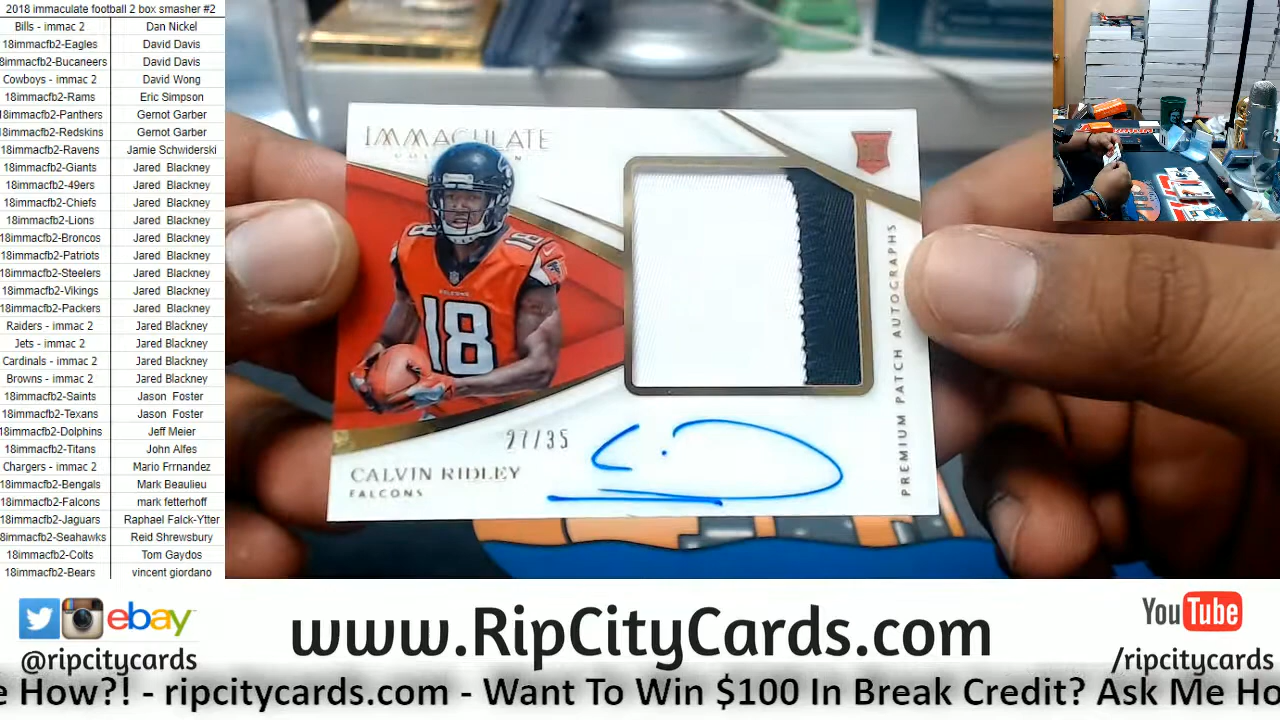 2018 immaculate football 2 box smasher #2
Bills - immac 2 Dan Nickel
18immacfb2-Eagles David Davis
8immacfb2-Bucaneers David Davis
Cowboys - immac 2 David Wong
18immacfb2-Rams Eric Simpson
18immacfb2-Panthers Gernot Garber
18immacfb2-Redskins Gernot Garber
18immacfb2-Ravens Jamie Schwiderski
18immacfb2-Giants Jared Blackney
18immacfb2-49ers Jared Blackney
18immacfb2-Chiefs Jared Blackney
18immacfb2-Lions Jared Blackney
18immacfb2-Broncos Jared Blackney
18immacfb2-Patriots Jared Blackney
18immacfb2-Steelers Jared Blackney
18immacfb2-Vikings Jared Blackney
18immacfb2-Packers Jared Blackney
Raiders - immac 2 Jared Blackney
Jets - immac 2 Jared Blackney
Cardinals - immac 2 Jared Blackney
Browns - immac 2 Jared Blackney
18immacfb2-Saints Jason Foster
18immacfb2-Texans Jason Foster
18immacfb2-Dolphins Jeff Meier
18immacfb2-Titans John Alfes
Chargers - immac 2 Mario Frrnandez
18immacfb2-Bengals Mark Beaulieu
18immacfb2-Falcons mark fetterhoff
18immacfb2-Jaguars Raphael Falck-Ytter
8immacfb2-Seahawks Reid Shrewsbury
18immacfb2-Colts Tom Gaydos
18immacfb2-Bears vincent giordano
IMMACULATE
18
18
27/35
CALVIN RIDLEY
FALCONS
PREMIUM PATCH AUTOGRAPHS
ebay
@ripcitycards
www.RipCityCards.com
YouTube
/ripcitycards
e How?! - ripcitycards.com - Want To Win $100 In Break Credit? Ask Me Ho